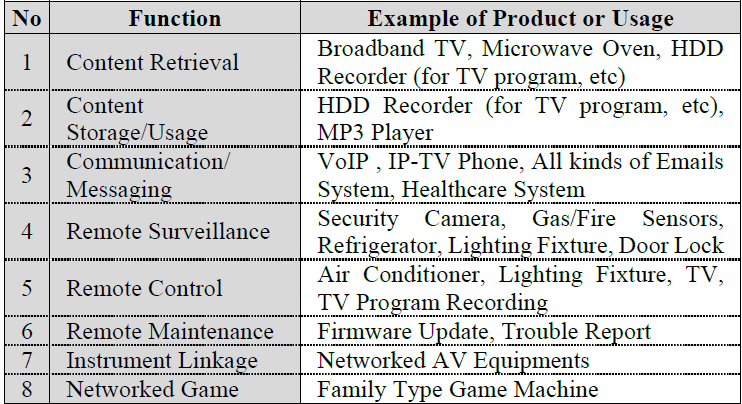 No Function Example of Product or Usage
1 Content Retrieval Broadband TV, Microwave Oven, HDD
Recorder (for TV program, etc)
2 Content
Storage/Usage HDD Recorder (for TV program, etc),
MP3 Player
3 Communication/
Messaging VoIP , IP-TV Phone, All kinds of Emails
System, Healthcare System
4 Remote Surveillance Security Camera, Gas/Fire Sensors,
Refrigerator, Lighting Fixture, Door Lock
5 Remote Control Air Conditioner, Lighting Fixture, TV,
TV Program Recording
6 Remote Maintenance Firmware Update, Trouble Report
7 Instrument Linkage Networked AV Equipments
8 Networked Game Family Type Game Machine